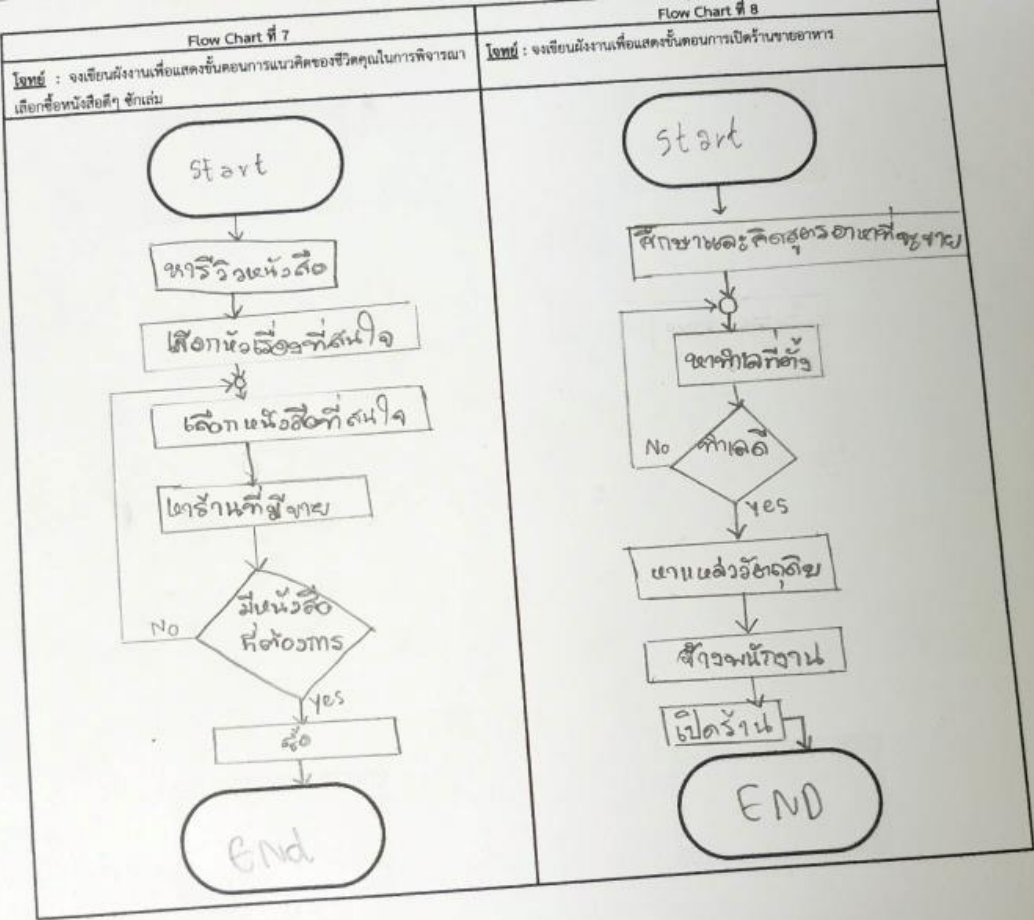 Flow Chart ที่ 7
โจทย์ : จงเขียนผังงานเพื่อแสดงขั้นตอนการแนวคิดของชีวิตคุณในการพิจารณา
เลือกซื้อหนังสือดีๆ ซักเล่ม
Start
หารีวิวหนังสือ
เลือกหัวเรื่องที่สนใจ
เลือกหนังสือที่สนใจ
หาร้านที่มีขาย
มีหนังสือ
ที่ต้องการ
No
yes
ซื้อ
End
Flow Chart ที่ 8
โจทย์ : จงเขียนผังงานเพื่อแสดงขั้นตอนการเปิดร้านขายอาหาร
Start
ศึกษาและคิดสูตรอาหาที่จะขาย
หาทำเลที่ตั้ง
ทำเลดี
No
yes
หาแหล่งวัตถุดิบ
จ้างพนักงาน
เปิดร้าน
END